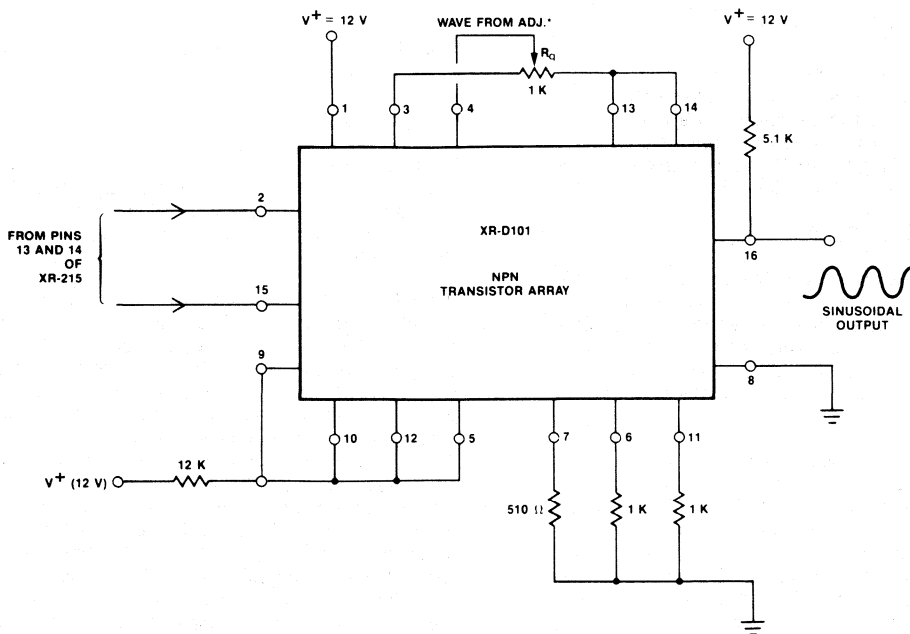 V+ = 12 V
WAVE FROM ADJ.*
V+ = 12 V
RQ
1 K
1
3
4
13
14
5.1 K
2
FROM PINS
13 AND 14
OF
XR-215
XR-D101
NPN
TRANSISTOR ARRAY
16
15
SINUSOIDAL
OUTPUT
9
8
10
12
5
7
6
11
V+ (12 V)
12 K
510 Ω
1 K
1 K